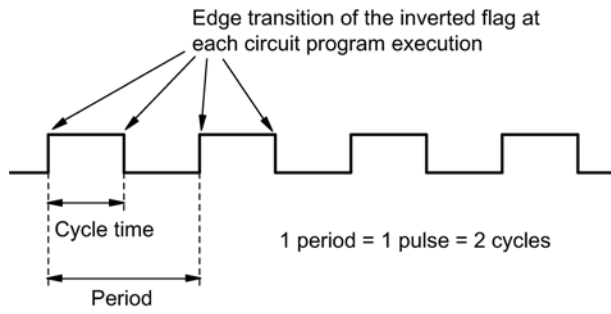 Edge transition of the inverted flag at
each circuit program execution
Cycle time
1 period = 1 pulse = 2 cycles
Period